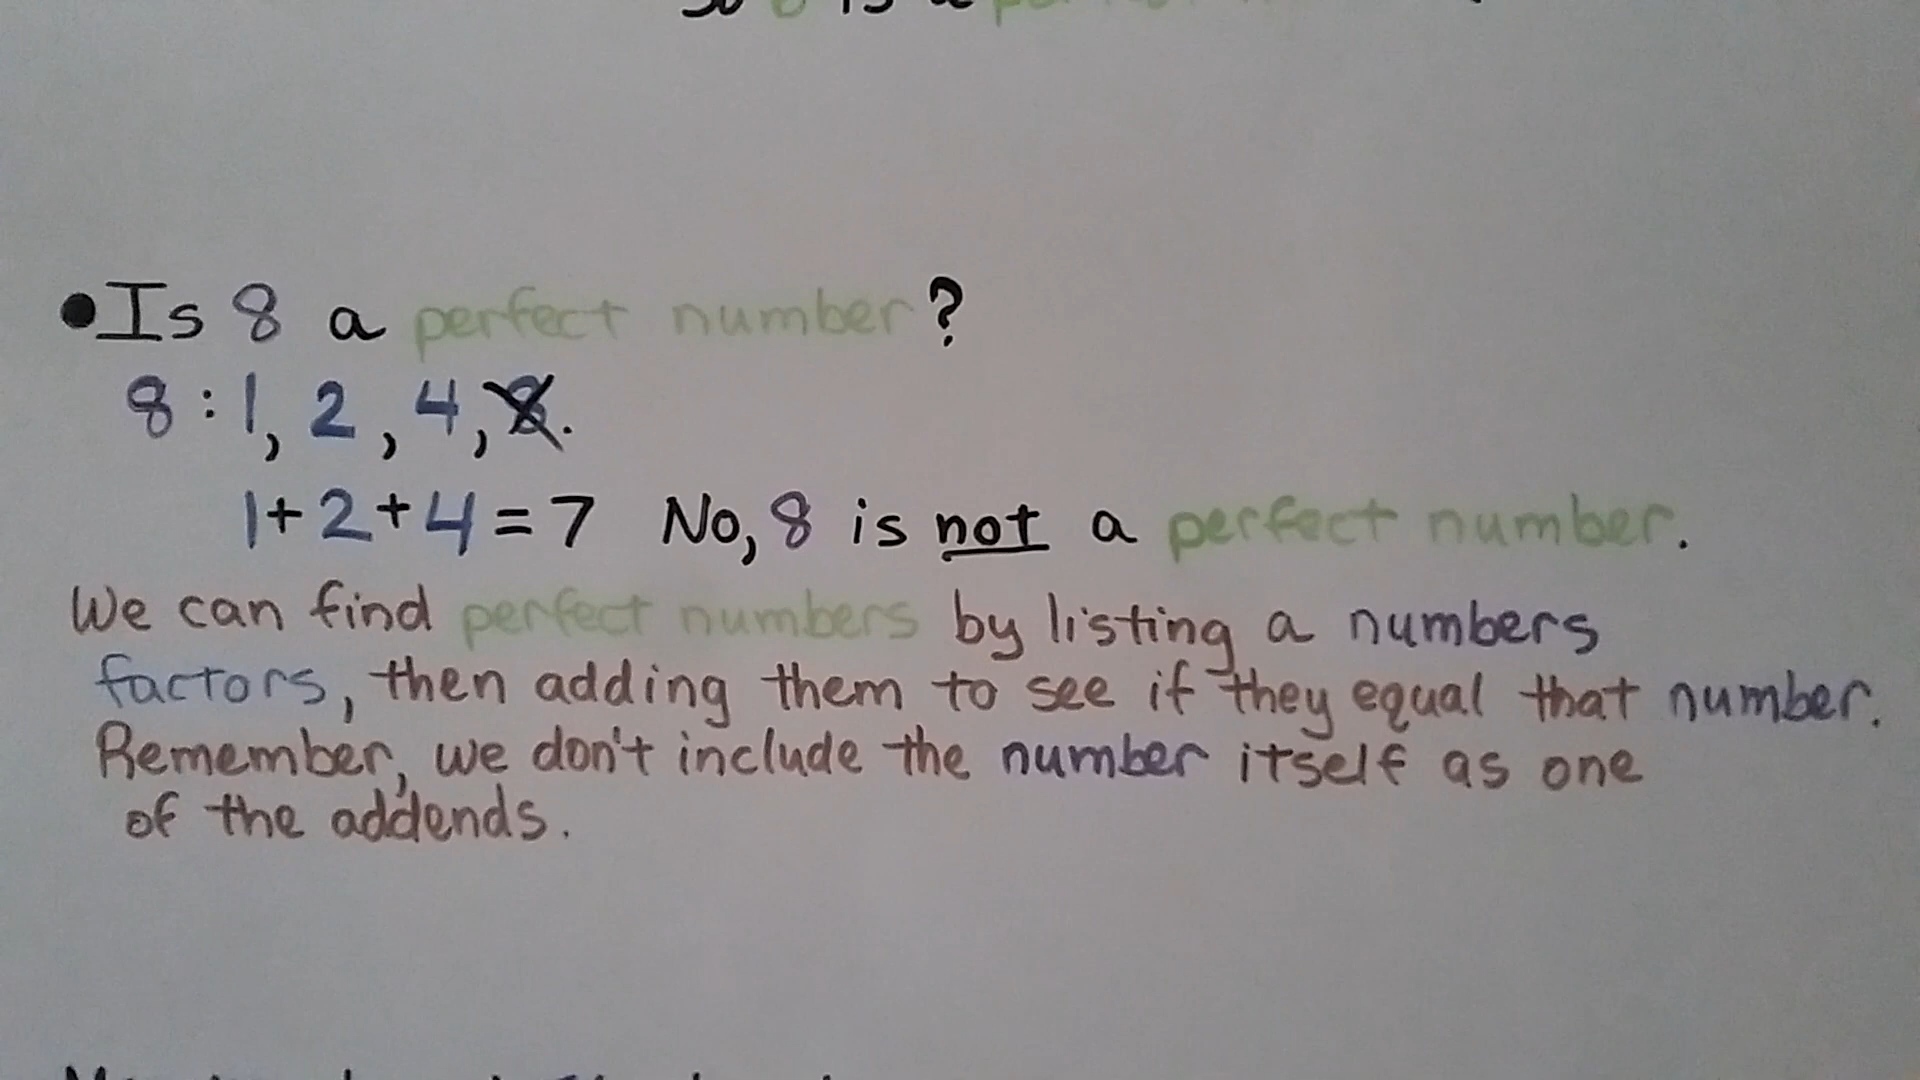 is a
• Is 8 a perfect number?
8 : 1, 2, 4, 8.
1+2+4=7 No, 8 is not a perfect number.
We can find perfect numbers by listing a numbers
factors, then adding them to see if they equal that number.
Remember, we don't include the number itself as one
of the addends.